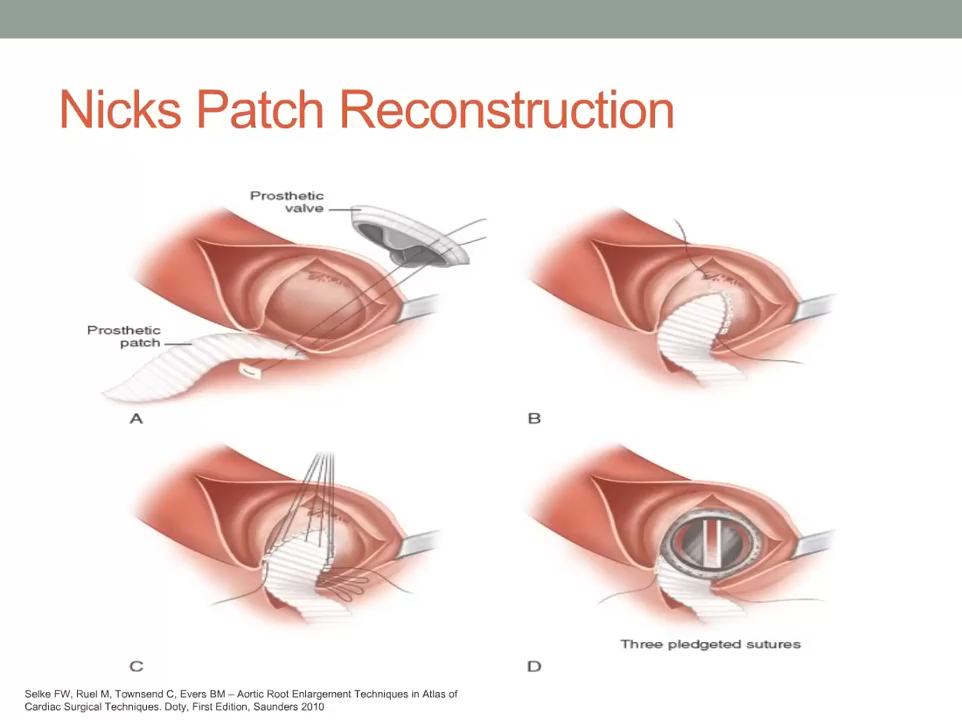 Nicks Patch Reconstruction
Prosthetic
valve
Prosthetic
patch
A
B
C
Three pledgeted sutures
D
Selke FW, Ruel M, Townsend C, Evers BM – Aortic Root Enlargement Techniques in Atlas of
Cardiac Surgical Techniques. Doty, First Edition, Saunders 2010